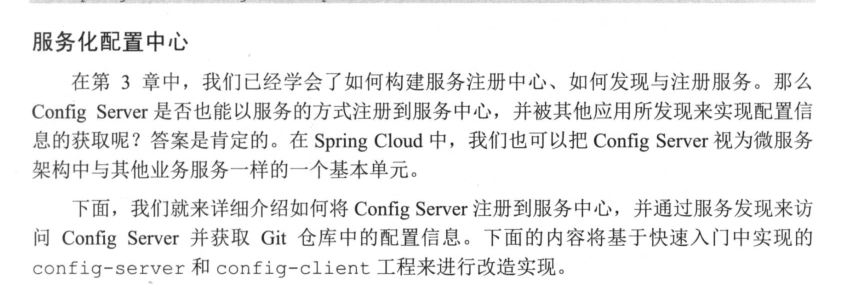 服务化配置中心
在第 3 章中，我们已经学会了如何构建服务注册中心、如何发现与注册服务。那么
Config Server 是否也能以服务的方式注册到服务中心，并被其他应用所发现来实现配置信
息的获取呢？答案是肯定的。在 Spring Cloud 中，我们也可以把 Config Server 视为微服务
架构中与其他业务服务一样的一个基本单元。
下面，我们就来详细介绍如何将 Config Server 注册到服务中心，并通过服务发现来访
问 Config Server 并获取 Git 仓库中的配置信息。下面的内容将基于快速入门中实现的
config-server 和 config-client 工程来进行改造实现。